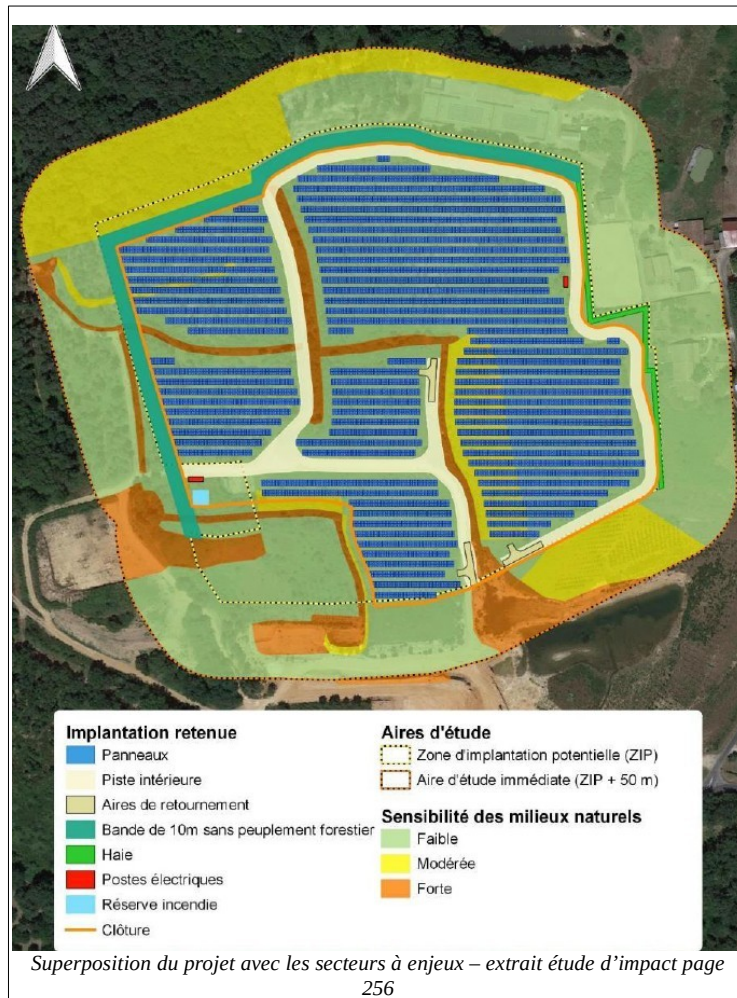 Implantation retenue
Panneaux
Piste intérieure
Aires de retournement
Bande de 10m sans peuplement forestier
Haie
Postes électriques
Réserve incendie
Clôture
Aires d'étude
Zone d'implantation potentielle (ZIP)
Aire d'étude immédiate (ZIP + 50 m)
Sensibilité des milieux naturels
Faible
Modérée
Forte
Superposition du projet avec les secteurs à enjeux – extrait étude d'impact page
256